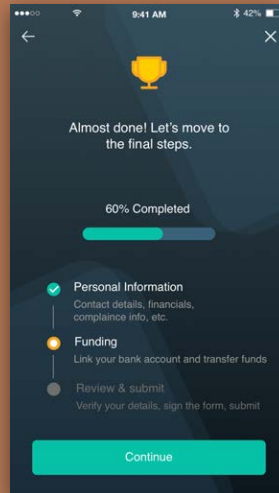 9:41 AM
42%
Almost done! Let's move to
the final steps.
60% Completed
Personal Information
Contact details, financials,
complaince info, etc.
Funding
Link your bank account and transfer funds
Review & submit
Verify your details, sign the form, submit
Continue